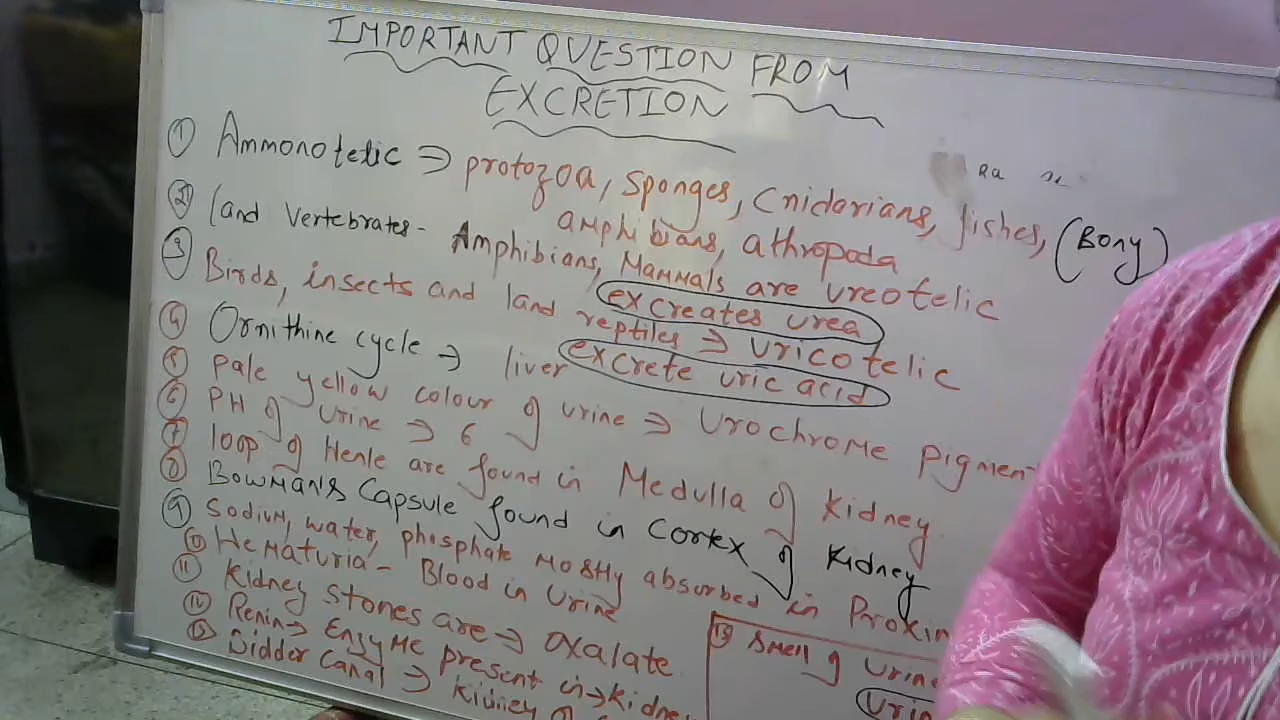 IMPORTANT QUESTION FROM
EXCRETION
① Ammonotelic ⇒ protozoa, Sponges, Cnidarians, fishes, (Bony)
amphibians, athropoda
② land Vertebrates - Amphibians, Mammals are ureotelic
excreates urea
③ Birds, insects and land reptiles ⇒ Uricotelic
excrete uric acid
④ Ornithine cycle → liver
⑤ Pale yellow colour of urine ⇒ Urochrome pigmen
⑥ PH of Urine → 6
⑦ loop of Henle are found in Medulla of kidney
⑧ Bowman's Capsule found in Cortex of Kidney
⑨ Sodium, water, phosphate mostly absorbed in Proxim
⑩ Hematuria - Blood in Urine
⑪ Kidney stones are → oxalate
⑫ Renin → Enzyme present in → kidne
⑬ Bidder Canal → kidney of
⑬ Smell of Urine
Urin